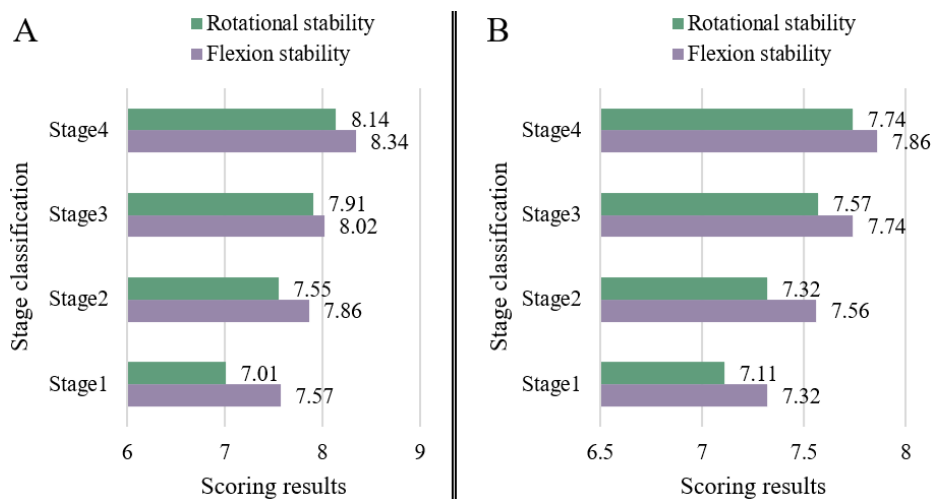 A
Rotational stability
Flexion stability
Stage classification
Stage4
8.14
8.34
Stage3
7.91
8.02
Stage2
7.55
7.86
Stage1
7.01
7.57
6 7 8 9
Scoring results
B
Rotational stability
Flexion stability
Stage classification
Stage4
7.74
7.86
Stage3
7.57
7.74
Stage2
7.32
7.56
Stage1
7.11
7.32
6.5 7 7.5 8
Scoring results